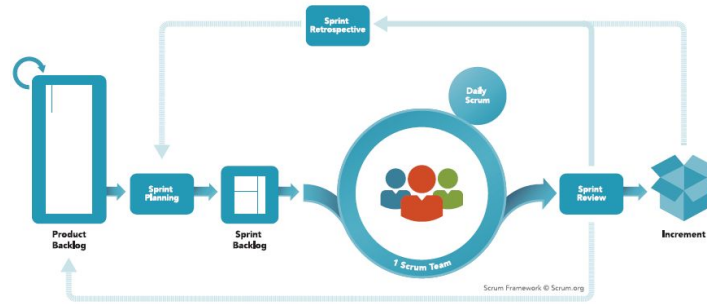 Sprint
Retrospective
Daily
Scrum
Sprint
Planning
Sprint
Review
Product
Backlog
Sprint
Backlog
1 Scrum Team
Increment
Scrum Framework © Scrum.org